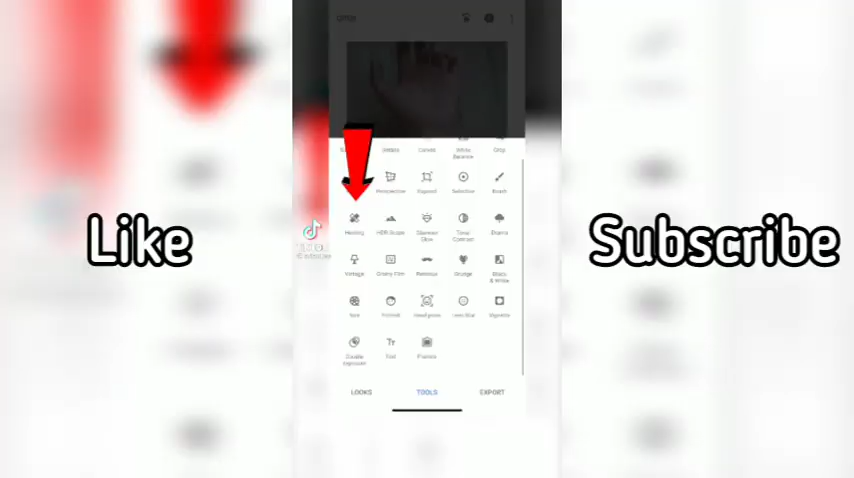 OPEN
Details
White
Balance
Crop
Perspective
Expand
Selective
Brush
Healing
HDR Scape
Glamour
Glow
Tonal
Contrast
Drama
Vintage
Grainy Film
Retrolux
Grunge
Black
& White
Noir
Portrait
Head pose
Lens Blur
Vignette
Double
exposure
Text
Frames
Like
Subscribe
LOOKS
TOOLS
EXPORT